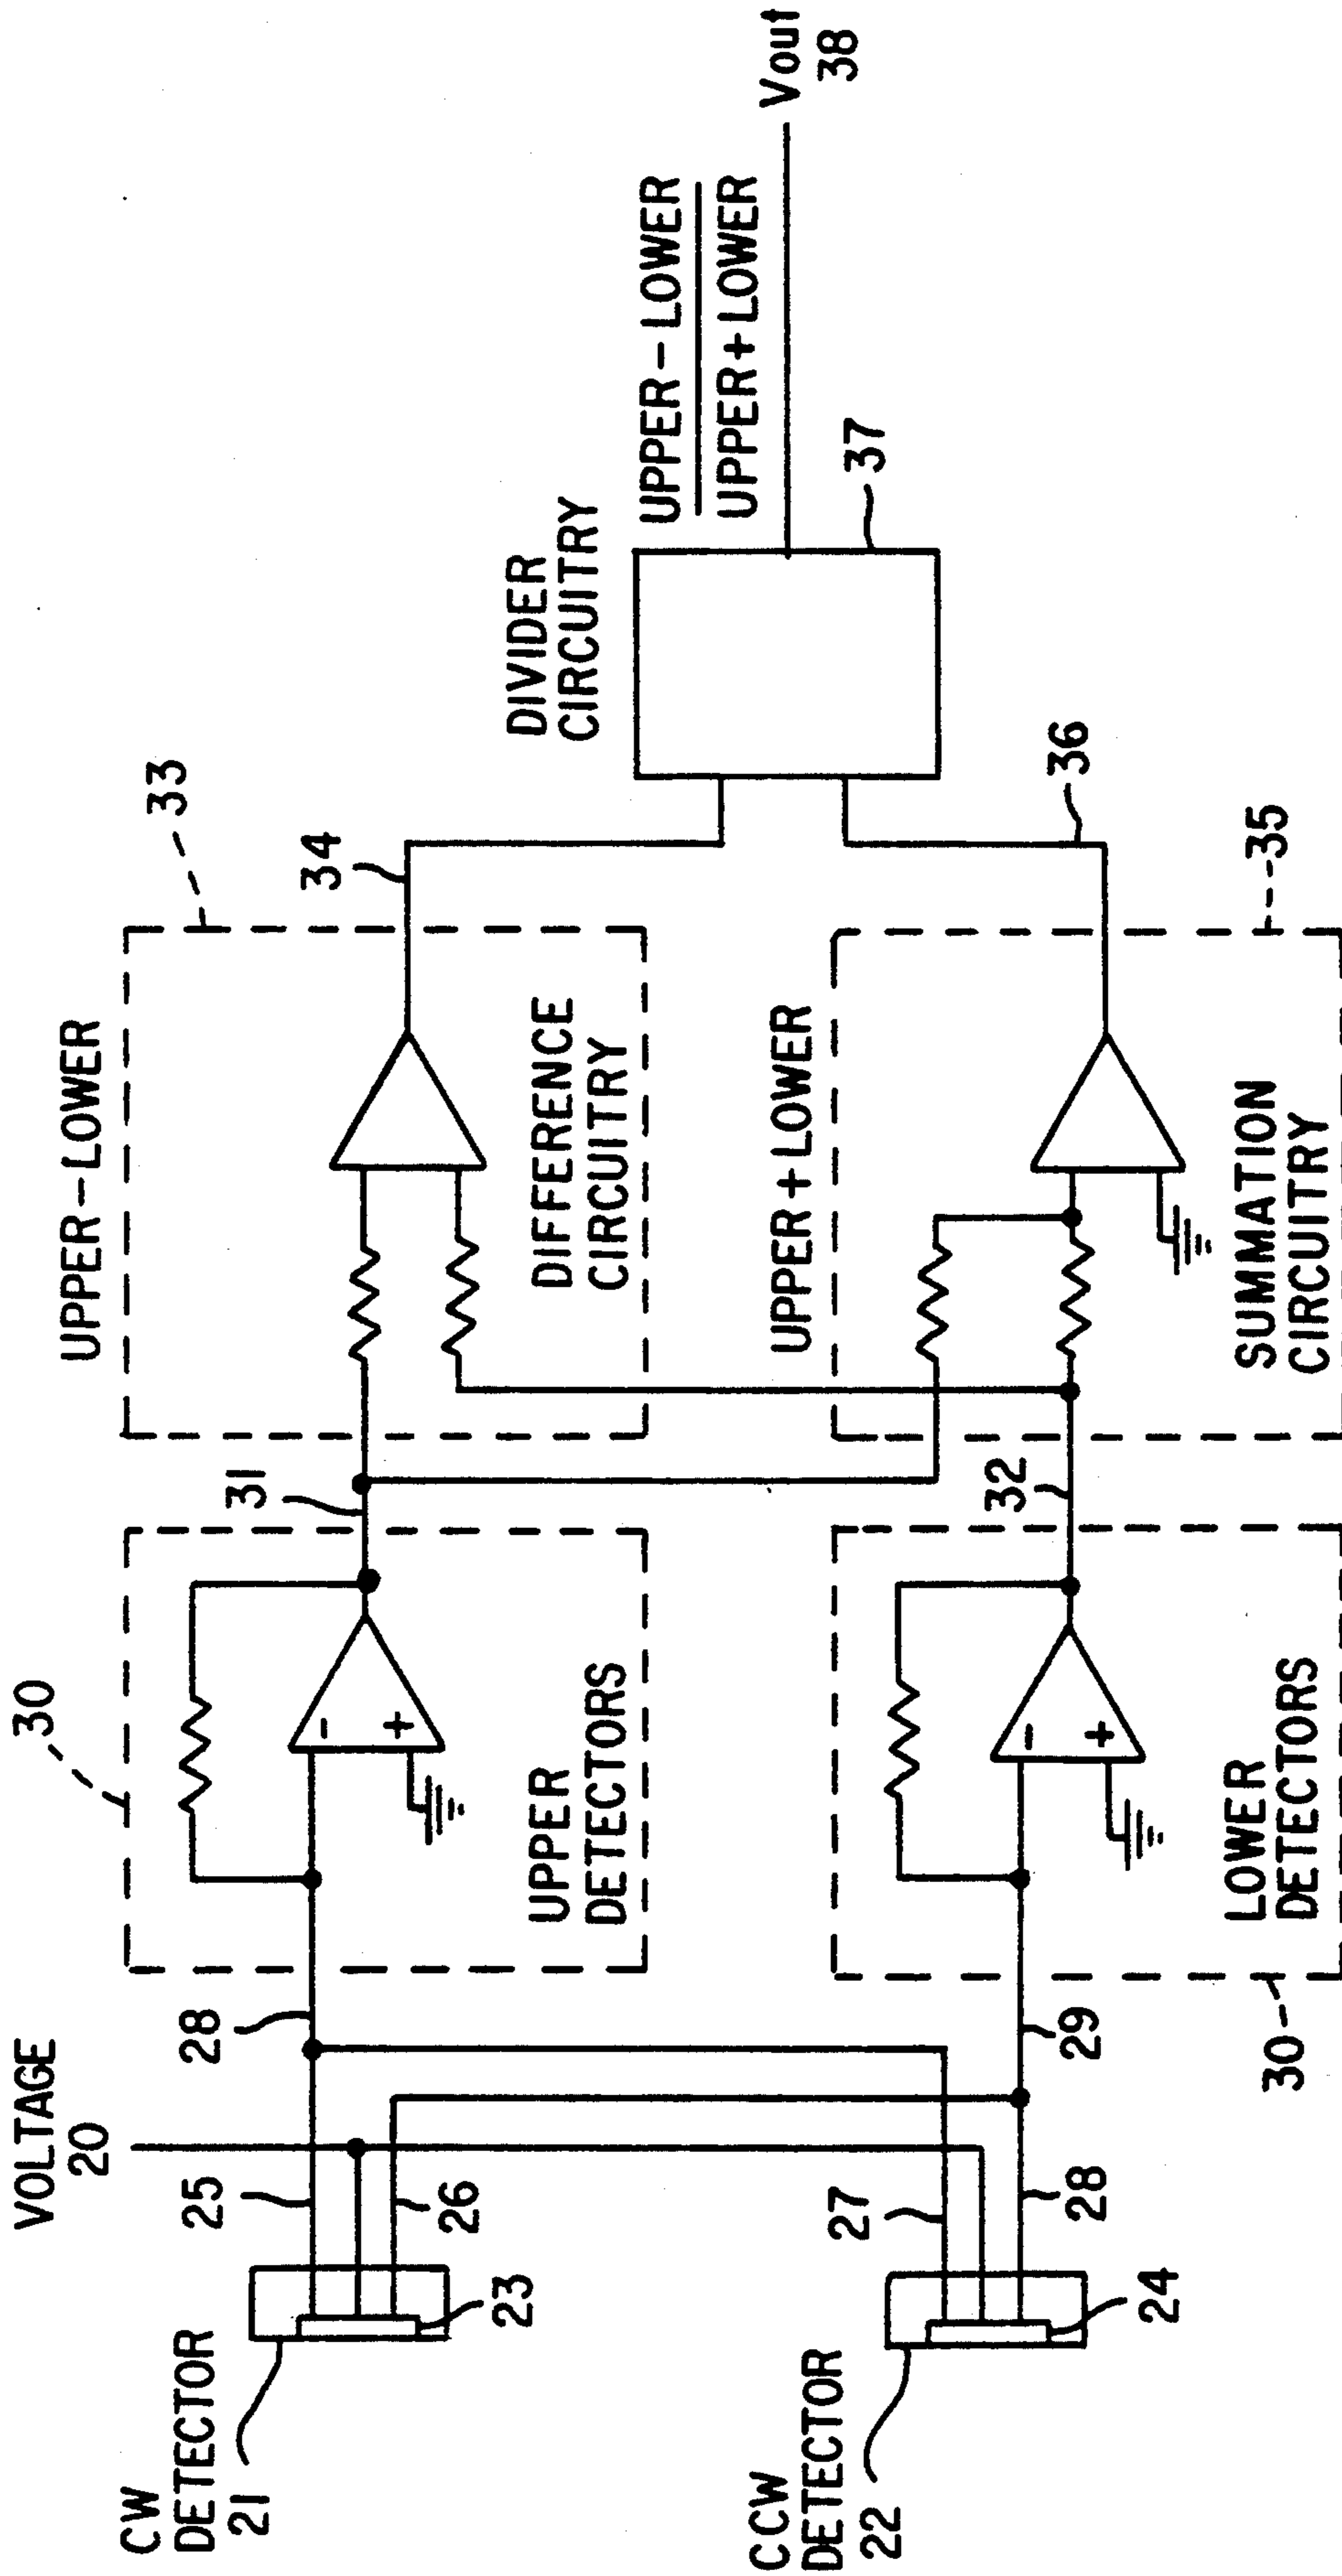 VOLTAGE
20
CW
DETECTOR
21
23
25
26
28
30
UPPER
DETECTORS
-
+
31
UPPER-LOWER
33
DIFFERENCE
CIRCUITRY
34
CCW
DETECTOR
22
24
27
28
29
30
LOWER
DETECTORS
-
+
32
UPPER+LOWER
35
SUMMATION
CIRCUITRY
36
DIVIDER
CIRCUITRY
37
UPPER-LOWER
UPPER+LOWER
Vout
38